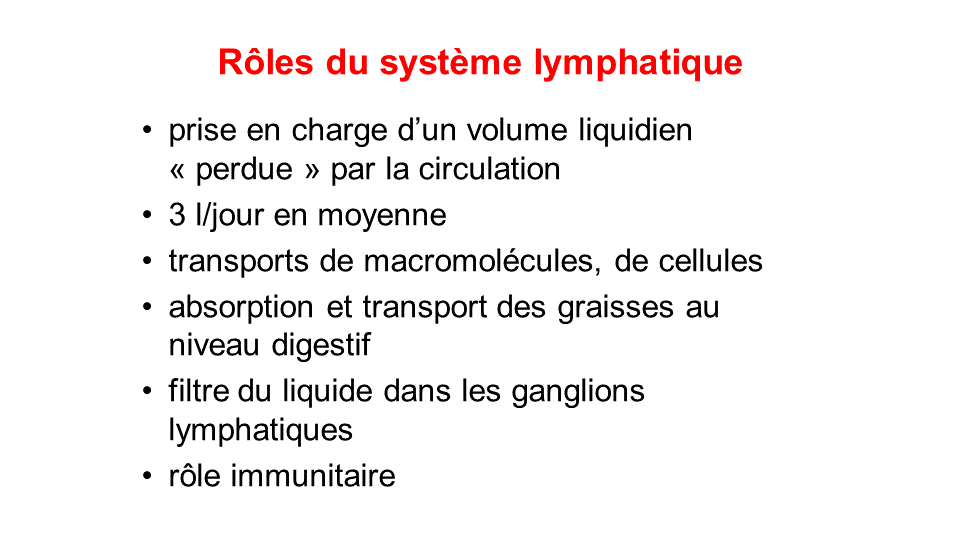 Rôles du système lymphatique
• prise en charge d’un volume liquidien
« perdue » par la circulation
• 3 l/jour en moyenne
• transports de macromolécules, de cellules
• absorption et transport des graisses au
niveau digestif
• filtre du liquide dans les ganglions
lymphatiques
• rôle immunitaire